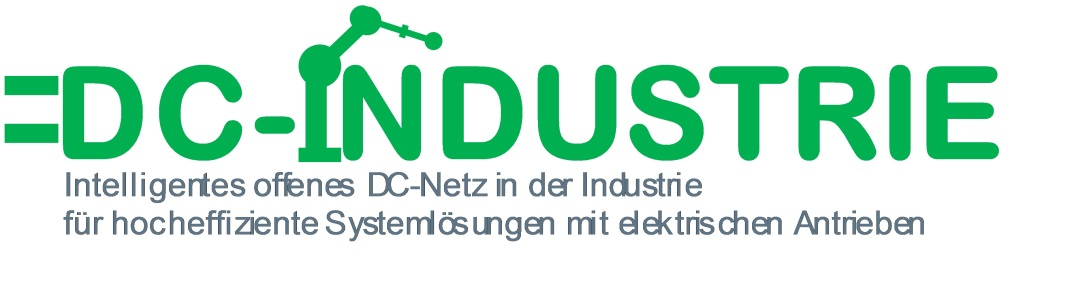 DC-INDUSTRIE
Intelligentes offenes DC-Netz in der Industrie
für hocheffiziente Systemlösungen mit elektrischen Antrieben